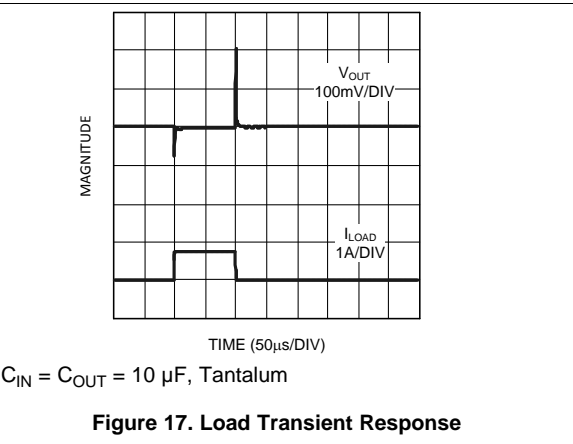 MAGNITUDE
VOUT
100mV/DIV
ILOAD
1A/DIV
TIME (50µs/DIV)
CIN = COUT = 10 µF, Tantalum
Figure 17. Load Transient Response